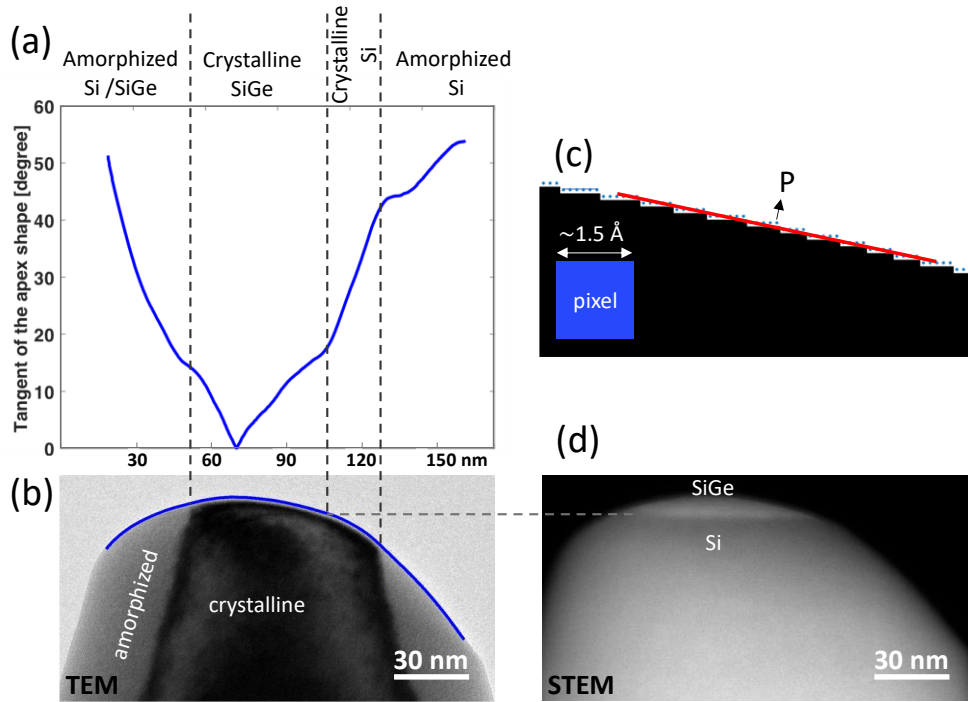 (a)
Amorphized
Si /SiGe
Crystalline
SiGe
Crystalline
Si
Amorphized
Si
Tangent of the apex shape [degree]
60
50
40
30
20
10
0
30
60
90
120
150 nm
(b)
amorphized
crystalline
30 nm
TEM
(c)
P
~1.5 Å
pixel
(d)
SiGe
Si
30 nm
STEM